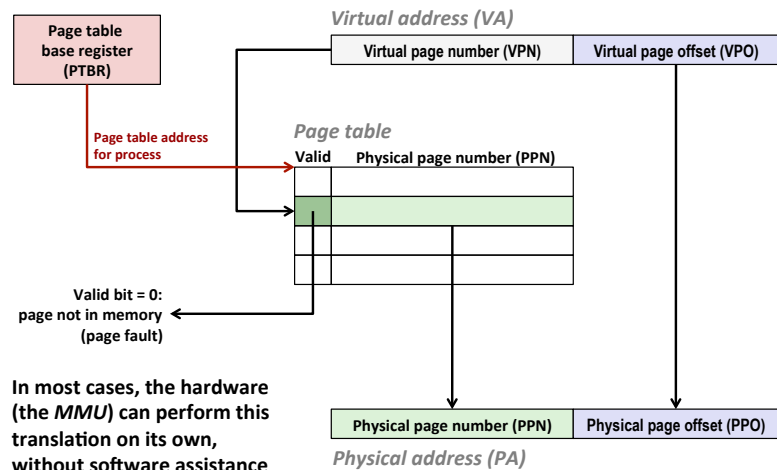 Virtual address (VA)
Page table
base register
(PTBR)
Virtual page number (VPN)
Virtual page offset (VPO)
Page table address
for process
Page table
Valid
Physical page number (PPN)
Valid bit = 0:
page not in memory
(page fault)
In most cases, the hardware
(the MMU) can perform this
translation on its own,
without software assistance
Physical page number (PPN)
Physical page offset (PPO)
Physical address (PA)